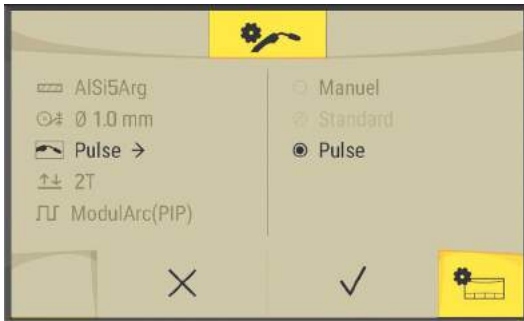 AlSi5Arg
Ø 1.0 mm
Pulse →
2T
ModulArc(PIP)
Manuel
Standard
Pulse